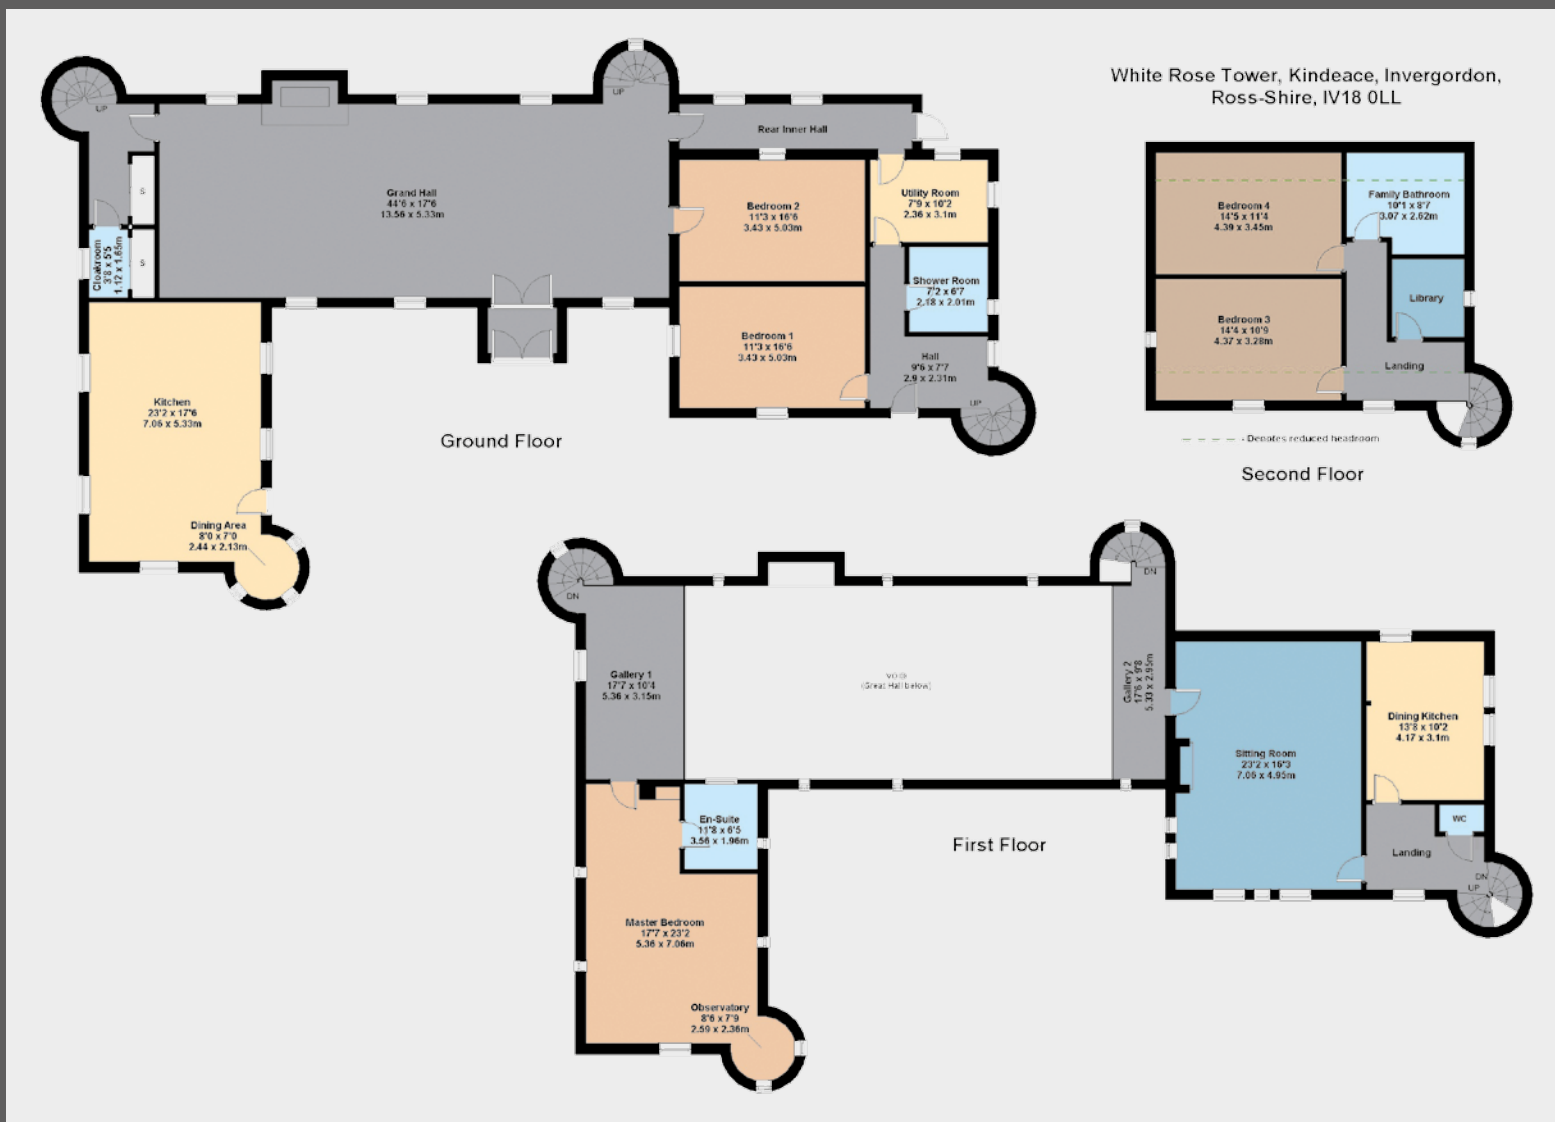 White Rose Tower, Kindeace, Invergordon,
Ross-Shire, IV18 0LL
UP
UP
Rear Inner Hall
Grand Hall
44'6 x 17'6
13.56 x 5.33m
S
S
Cloakroom
3'8 x 5'5
1.12 x 1.65m
Bedroom 2
11'3 x 16'6
3.43 x 5.03m
Utility Room
7'9 x 10'2
2.36 x 3.1m
Shower Room
7'2 x 6'7
2.18 x 2.01m
Bedroom 1
11'3 x 16'6
3.43 x 5.03m
Hall
9'6 x 7'7
2.9 x 2.31m
UP
Kitchen
23'2 x 17'6
7.06 x 5.33m
Dining Area
8'0 x 7'0
2.44 x 2.13m
Ground Floor
Bedroom 4
14'5 x 11'4
4.39 x 3.45m
Family Bathroom
10'1 x 8'7
3.07 x 2.62m
Library
Bedroom 3
14'4 x 10'9
4.37 x 3.28m
Landing
Denotes reduced headroom
Second Floor
DN
DN
Gallery 1
17'7 x 10'4
5.36 x 3.15m
VOID
(Great Hall below)
Gallery 2
17'6 x 9'8
5.33 x 2.95m
Sitting Room
23'2 x 16'3
7.06 x 4.95m
Dining Kitchen
13'8 x 10'2
4.17 x 3.1m
WC
Landing
DN
UP
En-Suite
11'8 x 6'5
3.56 x 1.96m
First Floor
Master Bedroom
17'7 x 23'2
5.36 x 7.06m
Observatory
8'6 x 7'9
2.59 x 2.36m